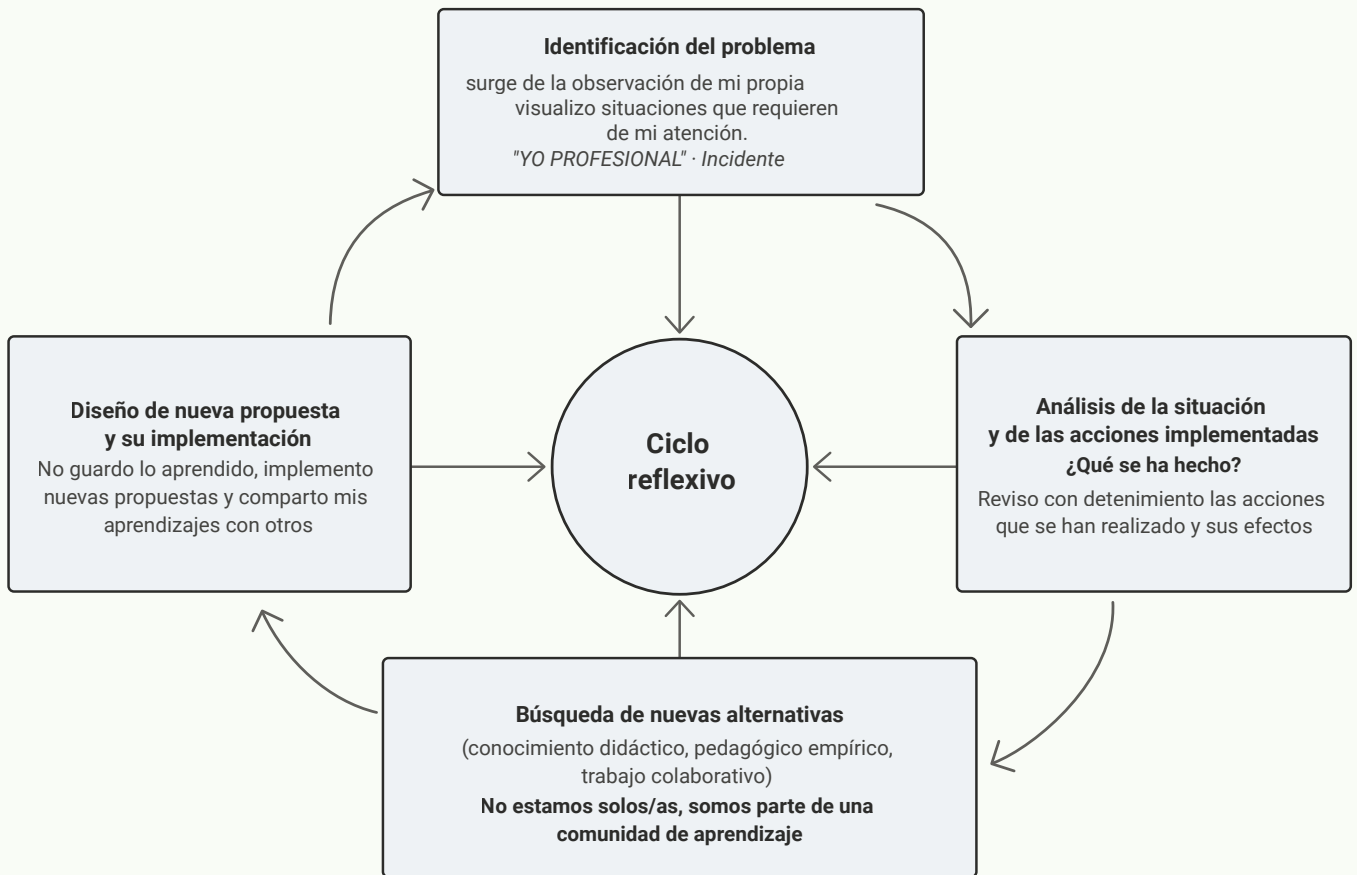 Identificación del problema
surge de la observación de mi propia
visualizo situaciones que requieren
de mi atención.
"YO PROFESIONAL" · Incidente
Diseño de nueva propuesta
y su implementación
No guardo lo aprendido, implemento
nuevas propuestas y comparto mis
aprendizajes con otros
Ciclo
reflexivo
Análisis de la situación
y de las acciones implementadas
¿Qué se ha hecho?
Reviso con detenimiento las acciones
que se han realizado y sus efectos
Búsqueda de nuevas alternativas
(conocimiento didáctico, pedagógico empírico,
trabajo colaborativo)
No estamos solos/as, somos parte de una
comunidad de aprendizaje